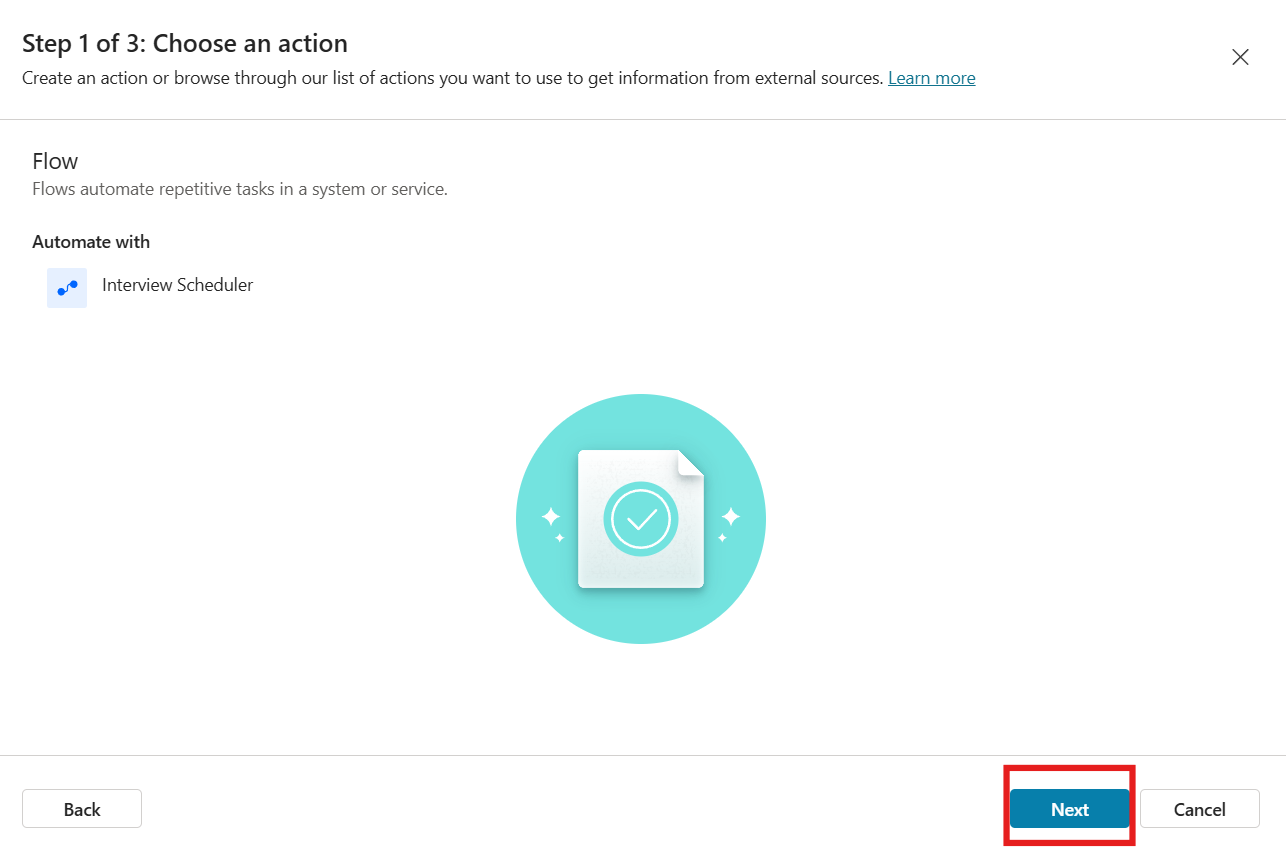 Step 1 of 3: Choose an action
Create an action or browse through our list of actions you want to use to get information from external sources. Learn more
Flow
Flows automate repetitive tasks in a system or service.
Automate with
Interview Scheduler
Back
Next
Cancel